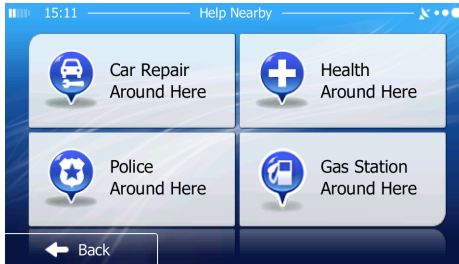 15:11
Help Nearby
Car Repair
Around Here
Health
Around Here
Police
Around Here
Gas Station
Around Here
Back